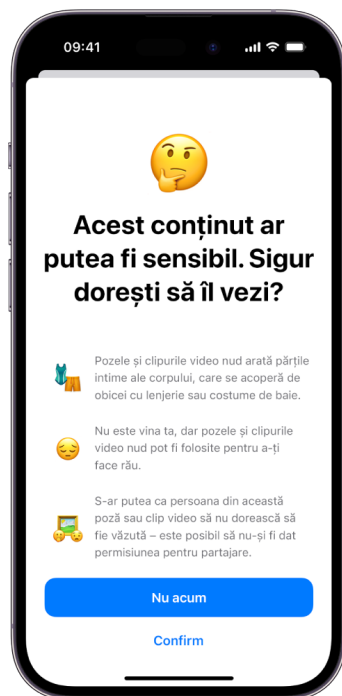 09:41
Acest conținut ar
putea fi sensibil. Sigur
dorești să îl vezi?
Pozele și clipurile video nud arată părțile
intime ale corpului, care se acoperă de
obicei cu lenjerie sau costume de baie.
Nu este vina ta, dar pozele și clipurile
video nud pot fi folosite pentru a-ți
face rău.
S-ar putea ca persoana din această
poză sau clip video să nu dorească să
fie văzută – este posibil să nu-și fi dat
permisiunea pentru partajare.
Nu acum
Confirm